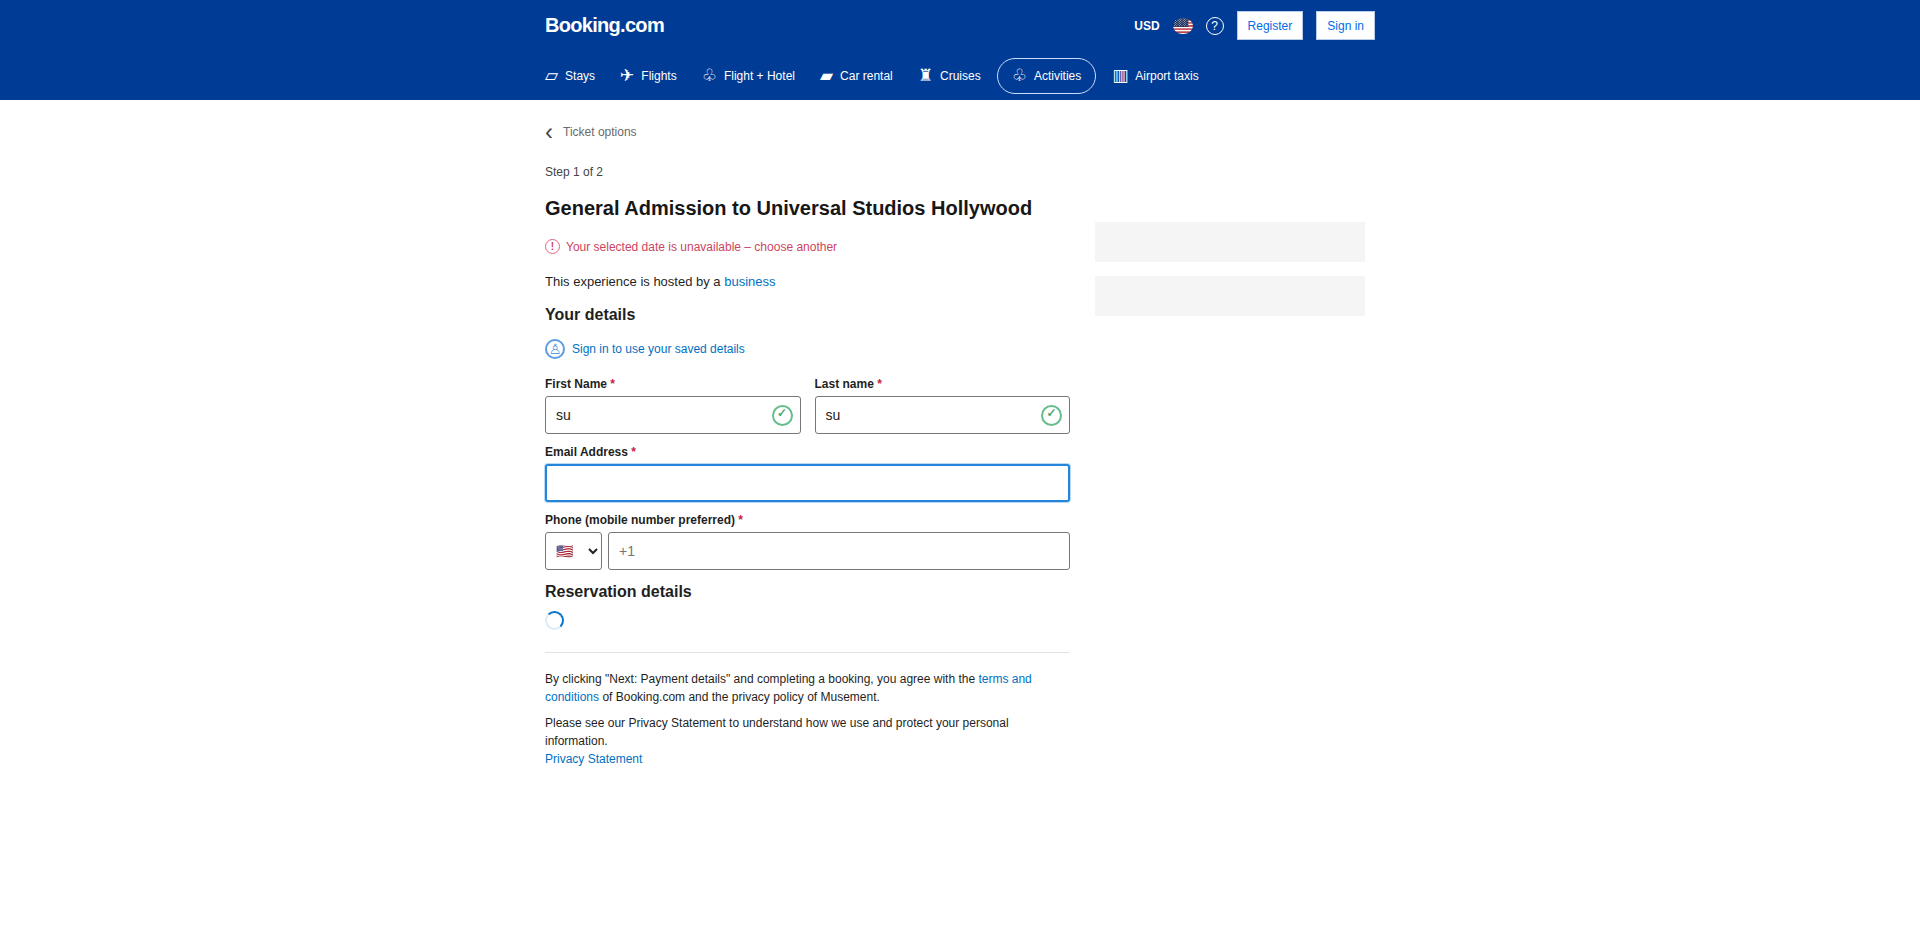 Booking.com
USD
?
Register
Sign in
Stays
Flights
Flight + Hotel
Car rental
Cruises
Activities
Airport taxis
Ticket options
Step 1 of 2
General Admission to Universal Studios Hollywood
! Your selected date is unavailable – choose another
This experience is hosted by a business
Your details
Sign in to use your saved details
First Name *
Last name *
su
su
Email Address *
Phone (mobile number preferred) *
+1
Reservation details
By clicking "Next: Payment details" and completing a booking, you agree with the terms and
conditions of Booking.com and the privacy policy of Musement.
Please see our Privacy Statement to understand how we use and protect your personal
information.
Privacy Statement